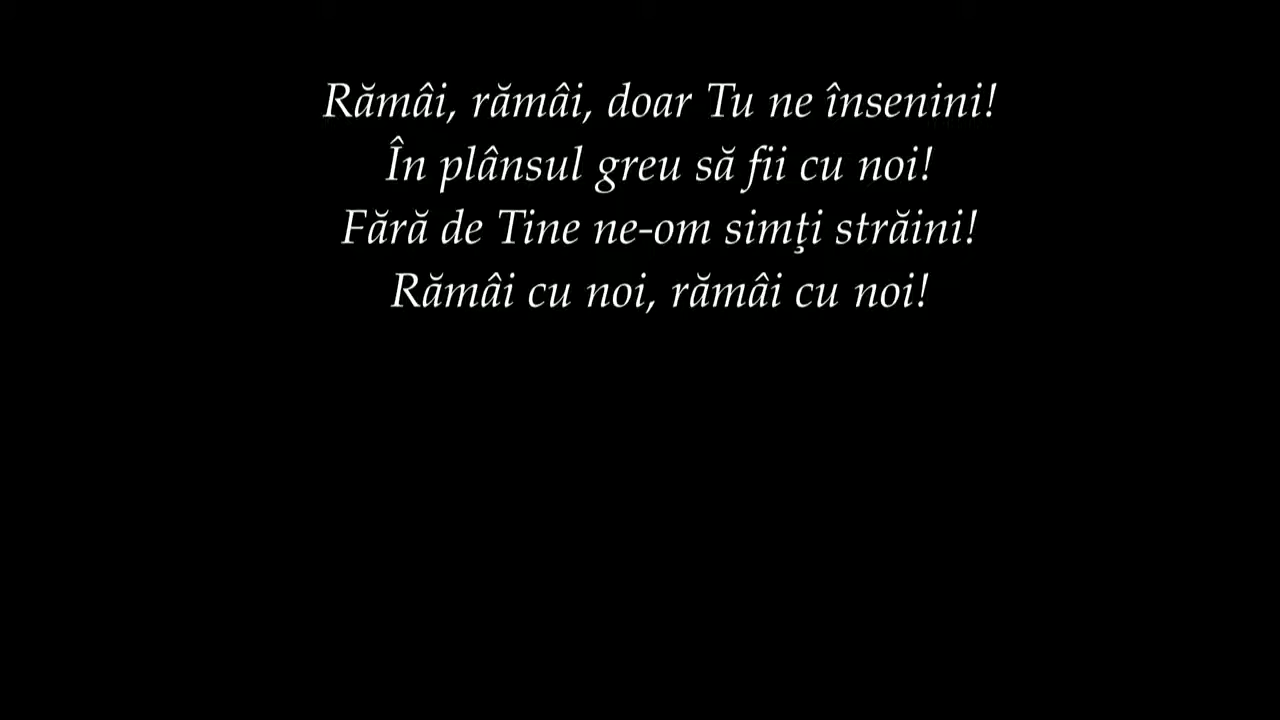 Rămâi, rămâi, doar Tu ne însenini!
În plânsul greu să fii cu noi!
Fără de Tine ne-om simţi străini!
Rămâi cu noi, rămâi cu noi!